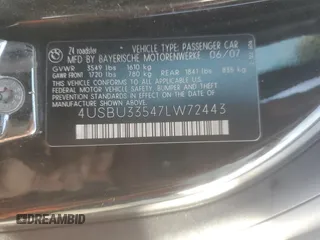 Z4 roadster VEHICLE TYPE: PASSENGER CAR
MFD. BY BAYERISCHE MOTORENWERKE 06/07
GVWR 3549 lbs 1610 kg
GAWR FRONT 1720 lbs 780 kg REAR 1841 lbs 835 kg
THIS VEHICLE CONFORMS TO ALL APPLICABLE
FEDERAL MOTOR VEHICLE SAFETY BUMPER
AND THEFT PREVENTION STANDARDS IN EFFECT ON
THE DATE OF MANUFACTURE SHOWN ABOVE
4USBU33547LW72443
DREAMBID